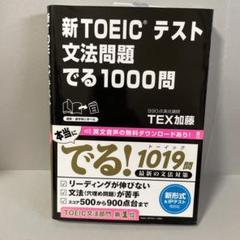 新TOEIC®テスト
文法問題
でる1000問
990点満点講師
TEX加藤
英文音声の無料ダウンロードあり!
本当に
でる!
1019問
最新の文法対策
リーディングが伸びない
文法(穴埋め問題)が苦手
スコア500から900点まで!
新形式
TOEIC文法部門 第1位